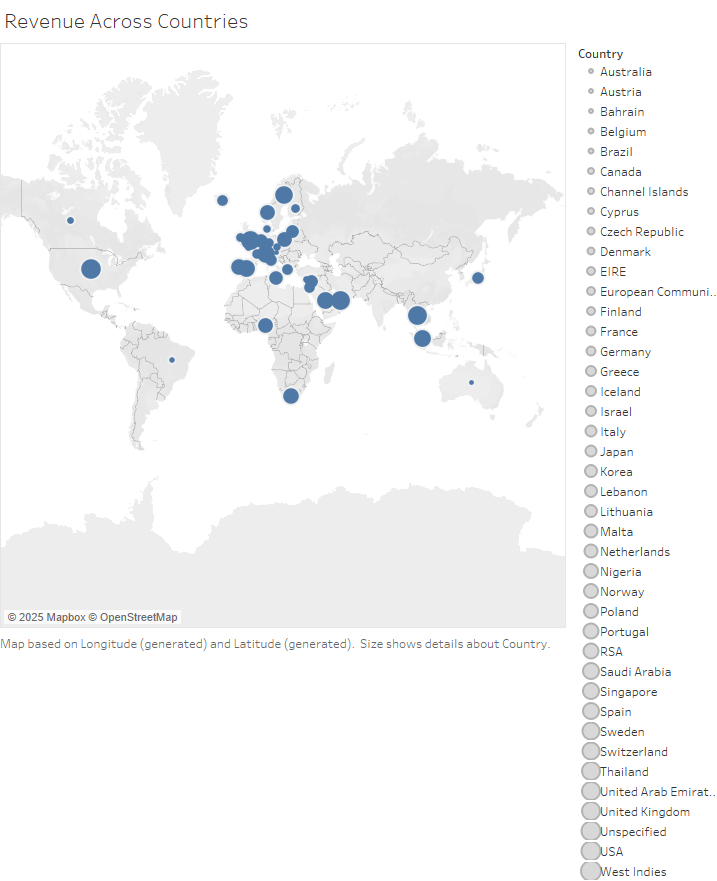 Revenue Across Countries
Country
Australia
Austria
Bahrain
Belgium
Brazil
Canada
Channel Islands
Cyprus
Czech Republic
Denmark
EIRE
European Communi..
Finland
France
Germany
Greece
Iceland
Israel
Italy
Japan
Korea
Lebanon
Lithuania
Malta
Netherlands
Nigeria
Norway
Poland
Portugal
RSA
Saudi Arabia
Singapore
Spain
Sweden
Switzerland
Thailand
United Arab Emirat..
United Kingdom
Unspecified
USA
West Indies
© 2025 Mapbox © OpenStreetMap
Map based on Longitude (generated) and Latitude (generated). Size shows details about Country.